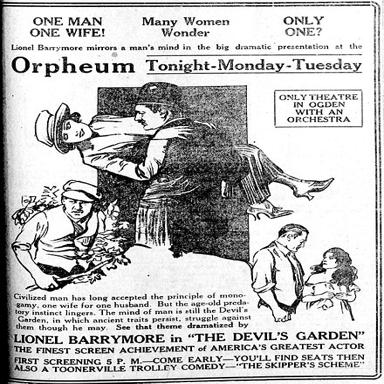 ONE MAN ONE WIFE!
Many Women Wonder
ONLY ONE?
Lionel Barrymore mirrors a man's mind in the big dramatic presentation at the
Orpheum Tonight-Monday-Tuesday
ONLY THEATRE
IN OGDEN
WITH AN
ORCHESTRA
Civilized man has long accepted the principle of mono-
gamy, one wife for one husband. But the age-old preda-
tory instinct lingers. The mind of man is still the Devil's
Garden, in which ancient traits persist, struggle against
them though he may. See that theme dramatized by
LIONEL BARRYMORE in "THE DEVIL'S GARDEN"
THE FINEST SCREEN ACHIEVEMENT of AMERICA'S GREATEST ACTOR
FIRST SCREENING 5 P. M.—COME EARLY—YOU'LL FIND SEATS THEN
ALSO A TOONERVILLE TROLLEY COMEDY—"THE SKIPPER'S SCHEME"